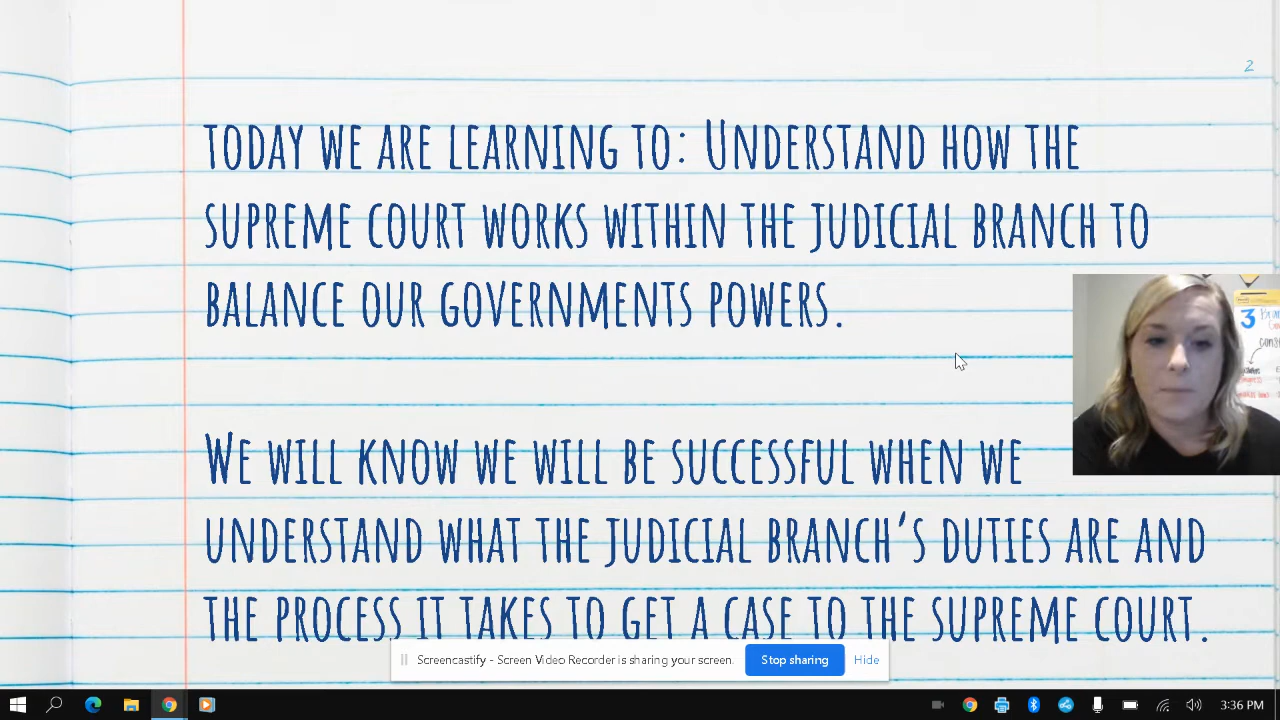 2
TODAY WE ARE LEARNING TO: UNDERSTAND HOW THE
SUPREME COURT WORKS WITHIN THE JUDICIAL BRANCH TO
BALANCE OUR GOVERNMENTS POWERS.
3
WE WILL KNOW WE WILL BE SUCCESSFUL WHEN WE
UNDERSTAND WHAT THE JUDICIAL BRANCH'S DUTIES ARE AND
THE PROCESS IT TAKES TO GET A CASE TO THE SUPREME COURT.
Screencastify - Screen Video Recorder is sharing your screen.
Stop sharing
Hide
3:36 PM